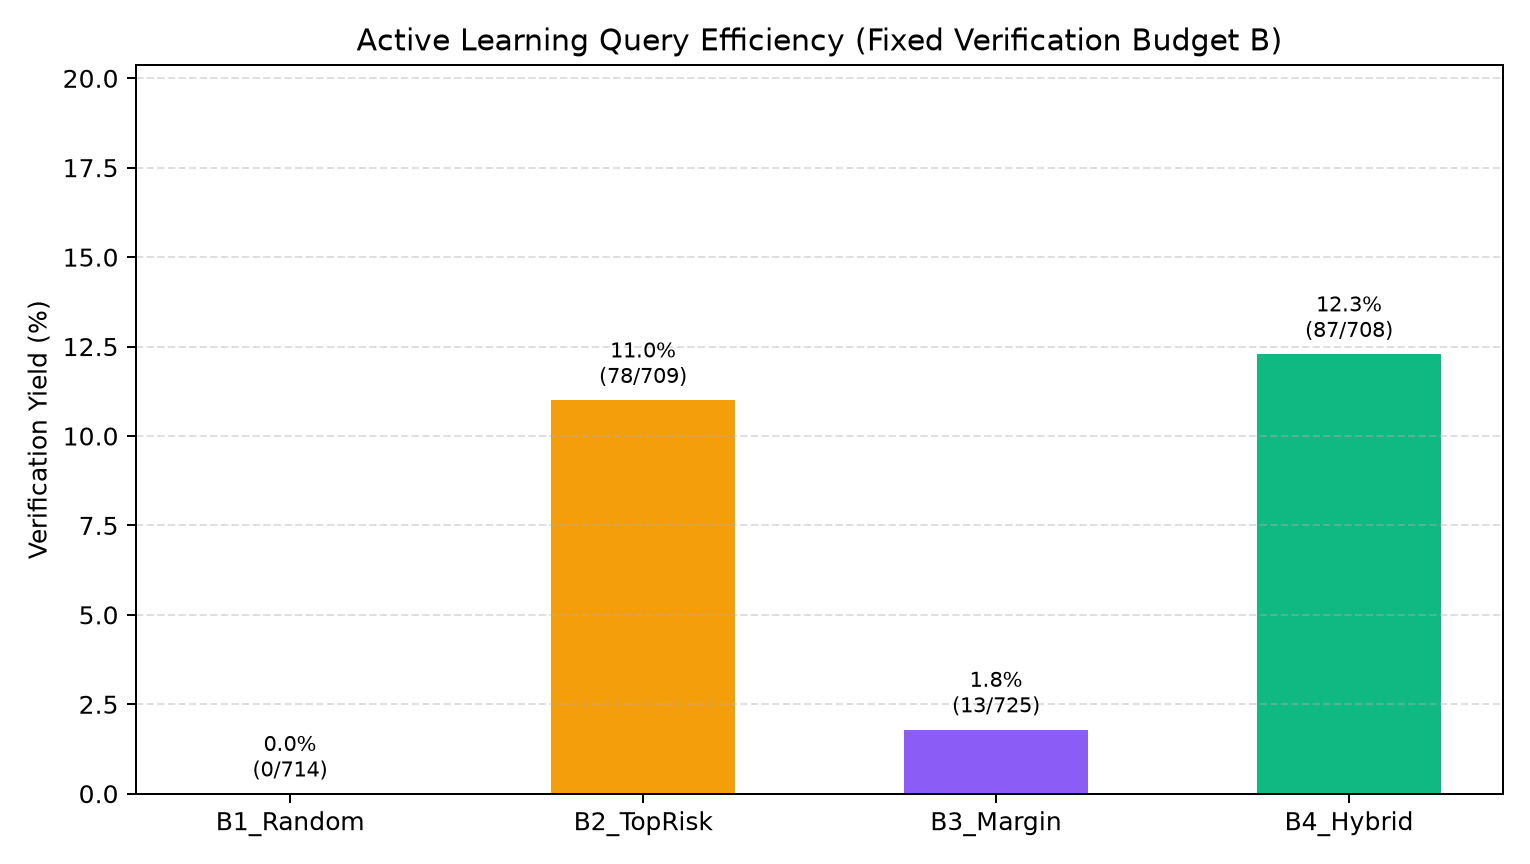 Active Learning Query Efficiency (Fixed Verification Budget B)
Verification Yield (%)
20.0
17.5
15.0
12.5
10.0
7.5
5.0
2.5
0.0
0.0%
(0/714)
11.0%
(78/709)
1.8%
(13/725)
12.3%
(87/708)
B1_Random
B2_TopRisk
B3_Margin
B4_Hybrid